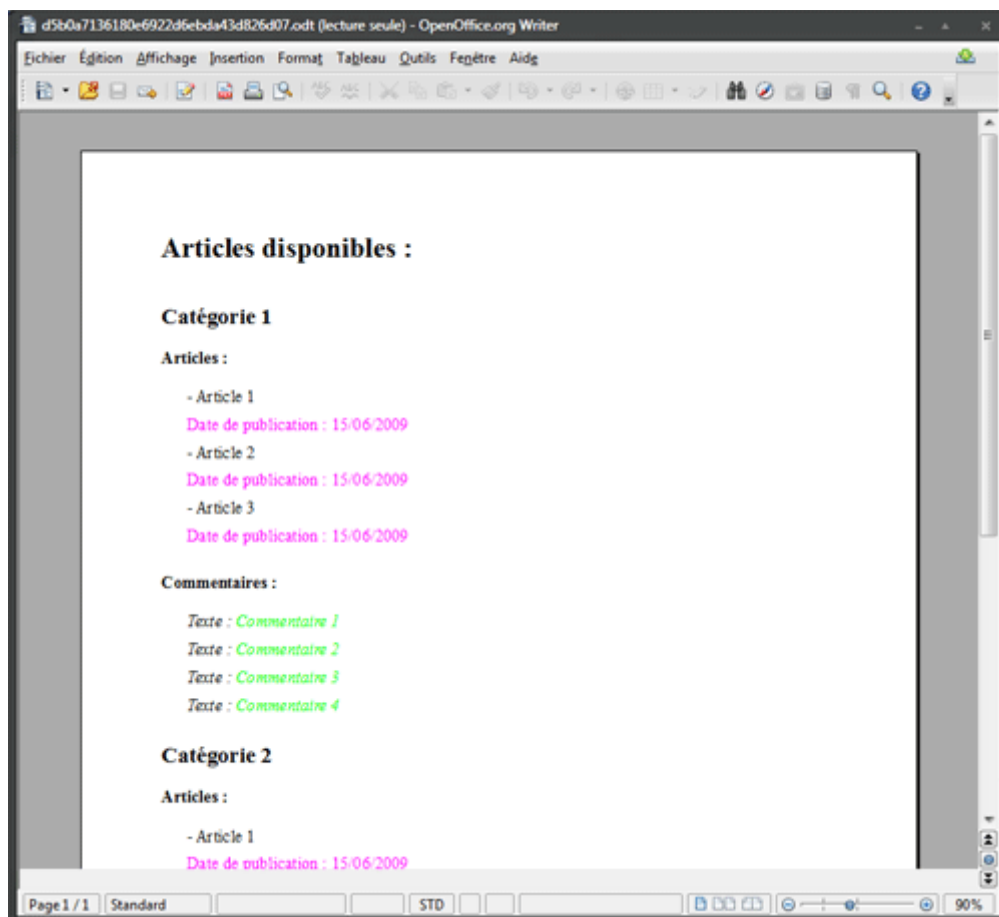 d5b0a7136180e6922d6ebda43d826d07.odt (lecture seule) - OpenOffice.org Writer
Fichier Édition Affichage Insertion Format Tableau Outils Fenêtre Aide
Articles disponibles :
Catégorie 1
Articles :
- Article 1
Date de publication : 15/06/2009
- Article 2
Date de publication : 15/06/2009
- Article 3
Date de publication : 15/06/2009
Commentaires :
Texte : Commentaire 1
Texte : Commentaire 2
Texte : Commentaire 3
Texte : Commentaire 4
Catégorie 2
Articles :
- Article 1
Date de publication : 15/06/2009
Page 1 / 1 Standard STD 90%